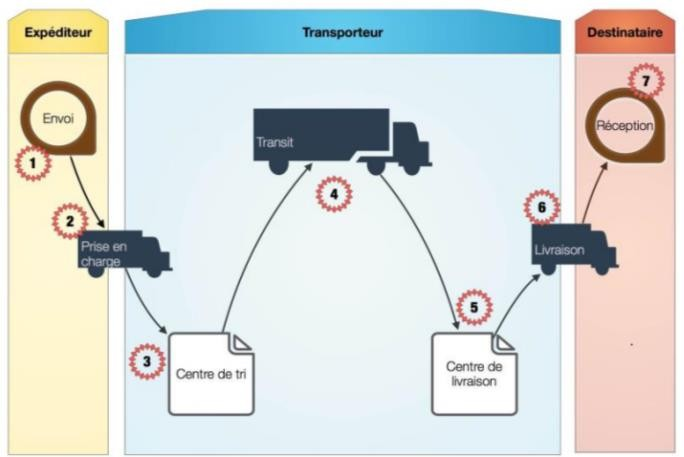 Expéditeur
Transporteur
Destinataire
Envoi
1
2
Prise en
charge
3
Centre de tri
Transit
4
5
Centre de
livraison
6
Livraison
7
Réception